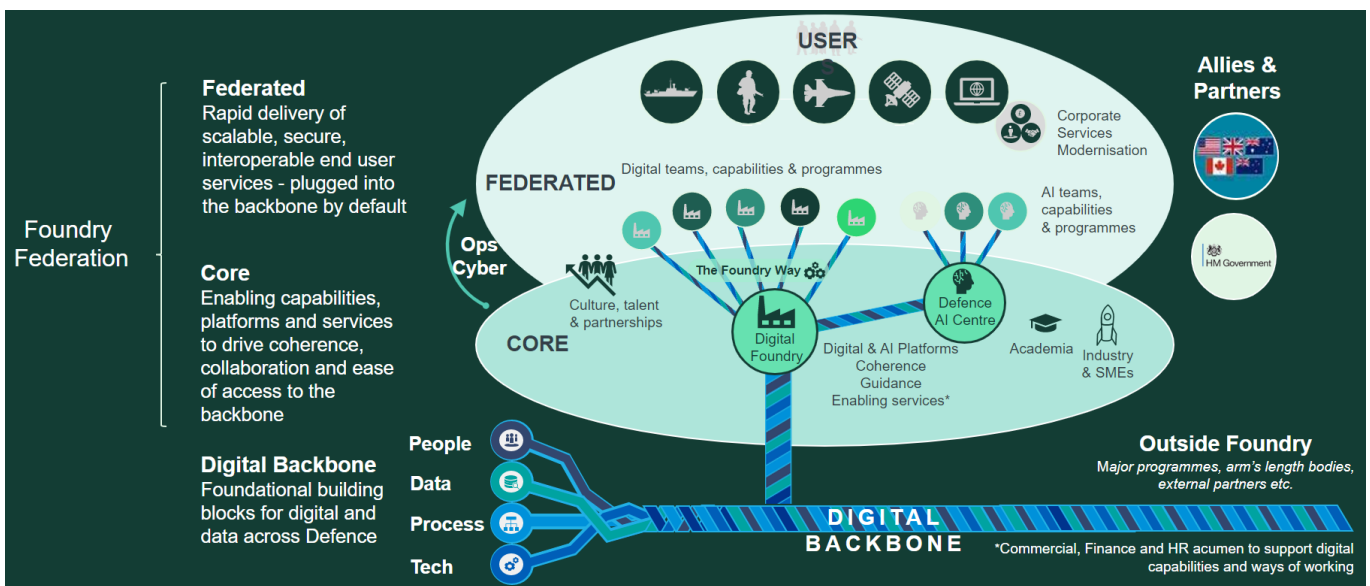 USER
S
Allies &
Partners
Federated
Rapid delivery of
scalable, secure,
interoperable end user
services - plugged into
the backbone by default
Foundry
Federation
Core
Enabling capabilities,
platforms and services
to drive coherence,
collaboration and ease
of access to the
backbone
Digital Backbone
Foundational building
blocks for digital and
data across Defence
Corporate
Services
Modernisation
Digital teams, capabilities & programmes
FEDERATED
AI teams,
capabilities
& programmes
HM Government
Ops
Cyber
The Foundry Way
Culture, talent
& partnerships
CORE
Digital
Foundry
Defence
AI Centre
Digital & AI Platforms
Coherence
Guidance
Enabling services*
Academia
Industry
& SMEs
People
Data
Process
Tech
Outside Foundry
Major programmes, arm's length bodies,
external partners etc.
DIGITAL
BACKBONE
*Commercial, Finance and HR acumen to support digital
capabilities and ways of working